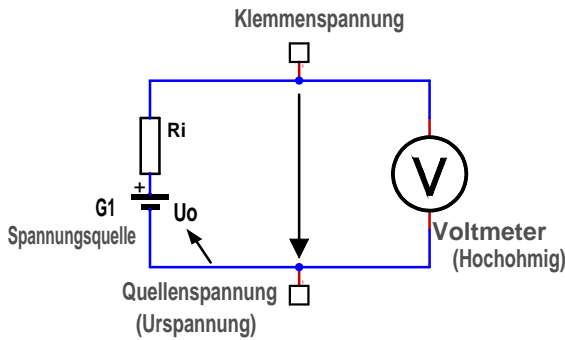 Klemmenspannung
Ri
+
G1
Uo
Spannungsquelle
V
Voltmeter
(Hochohmig)
Quellenspannung
(Urspannung)